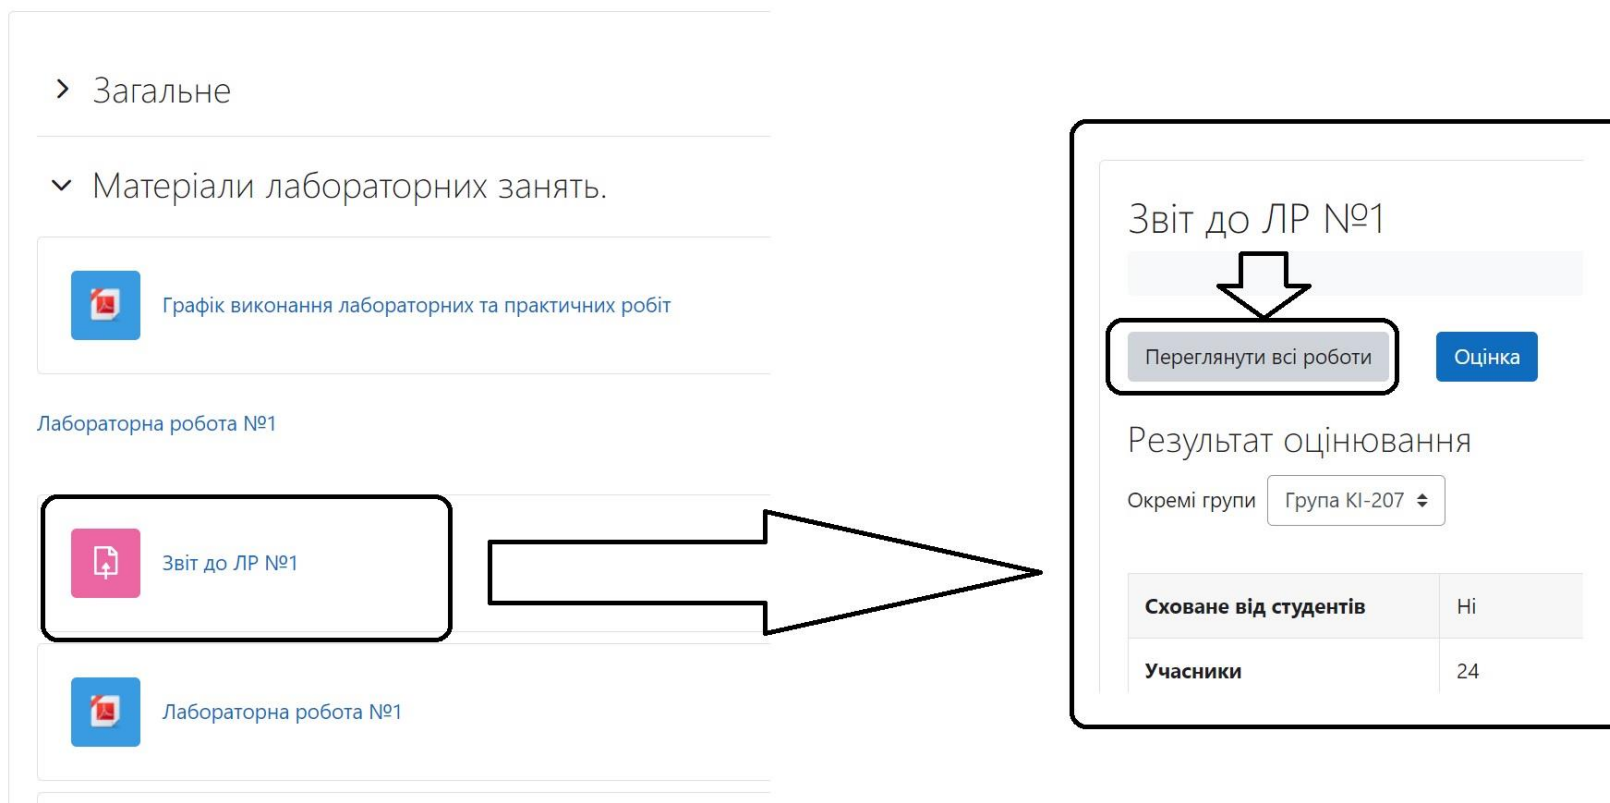 Загальне
Матеріали лабораторних занять.
Графік виконання лабораторних та практичних робіт
Лабораторна робота №1
Звіт до ЛР №1
Лабораторна робота №1
Звіт до ЛР №1
Переглянути всі роботи
Оцінка
Результат оцінювання
Окремі групи Група КІ-207
Сховане від студентів Ні
Учасники 24